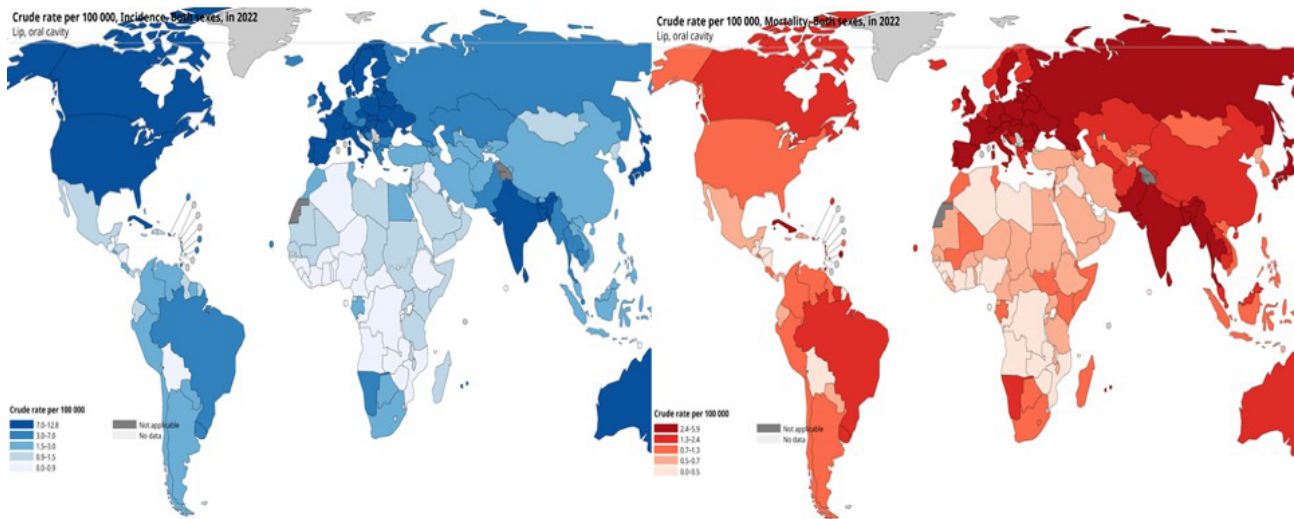 Crude rate per 100 000, Incidence, Both sexes, in 2022
Lip, oral cavity
Crude rate per 100 000
7.0–12.8
3.0–7.0
1.5–3.0
0.9–1.5
0.0–0.9
Not applicable
No data
Crude rate per 100 000, Mortality, Both sexes, in 2022
Lip, oral cavity
Crude rate per 100 000
2.4–5.9
1.3–2.4
0.7–1.3
0.5–0.7
0.0–0.5
Not applicable
No data